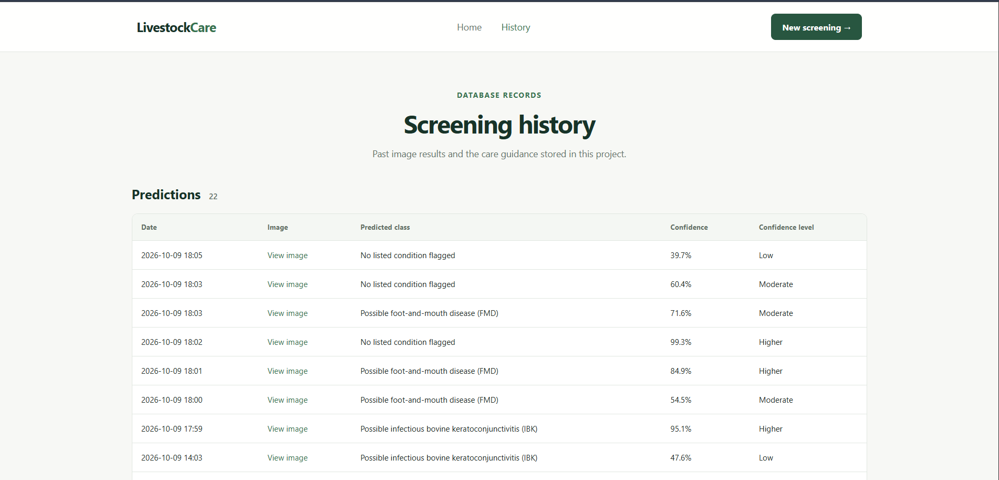 LivestockCare Home History New screening →
DATABASE RECORDS
Screening history
Past image results and the care guidance stored in this project.
Predictions 22
Date Image Predicted class Confidence Confidence level
2026-10-09 18:05 View image No listed condition flagged 39.7% Low
2026-10-09 18:03 View image No listed condition flagged 60.4% Moderate
2026-10-09 18:03 View image Possible foot-and-mouth disease (FMD) 71.6% Moderate
2026-10-09 18:02 View image No listed condition flagged 99.3% Higher
2026-10-09 18:01 View image Possible foot-and-mouth disease (FMD) 84.9% Higher
2026-10-09 18:00 View image Possible foot-and-mouth disease (FMD) 54.5% Moderate
2026-10-09 17:59 View image Possible infectious bovine keratoconjunctivitis (IBK) 95.1% Higher
2026-10-09 14:03 View image Possible infectious bovine keratoconjunctivitis (IBK) 47.6% Low